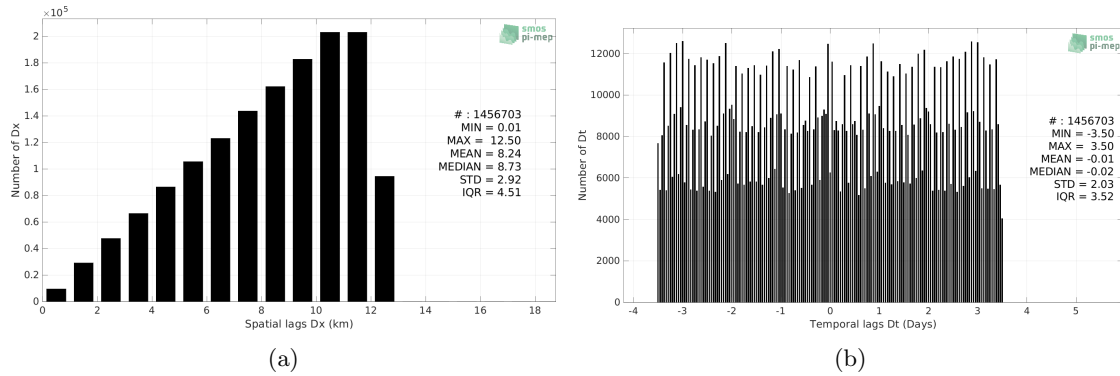 ×10^5
smos
pi-mep
2
1.8
1.6
1.4
1.2
1
0.8
0.6
0.4
0.2
0
Number of Dx
# : 1456703
MIN = 0.01
MAX = 12.50
MEAN = 8.24
MEDIAN = 8.73
STD = 2.92
IQR = 4.51
0 2 4 6 8 10 12 14 16 18
Spatial lags Dx (km)
(a)
smos
pi-mep
12000
10000
8000
6000
4000
2000
0
Number of Dt
# : 1456703
MIN = -3.50
MAX = 3.50
MEAN = -0.01
MEDIAN = -0.02
STD = 2.03
IQR = 3.52
-4 -3 -2 -1 0 1 2 3 4 5
Temporal lags Dt (Days)
(b)